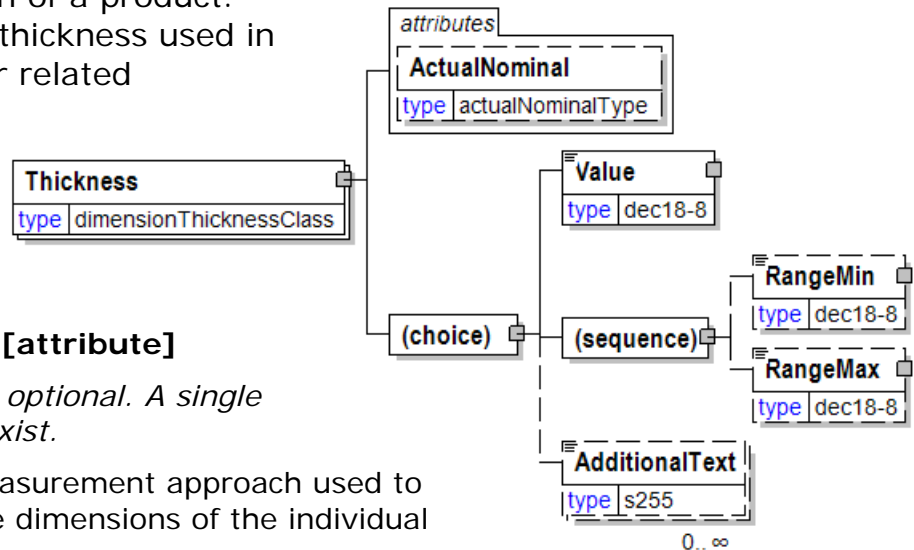 n of a product.
thickness used in
r related
[attribute]
optional. A single
xist.
asurement approach used to
e dimensions of the individual
attributes
ActualNominal
type actualNominalType
Thickness
type dimensionThicknessClass
Value
type dec18-8
(choice)
(sequence)
RangeMin
type dec18-8
RangeMax
type dec18-8
AdditionalText
type s255
0.. ∞